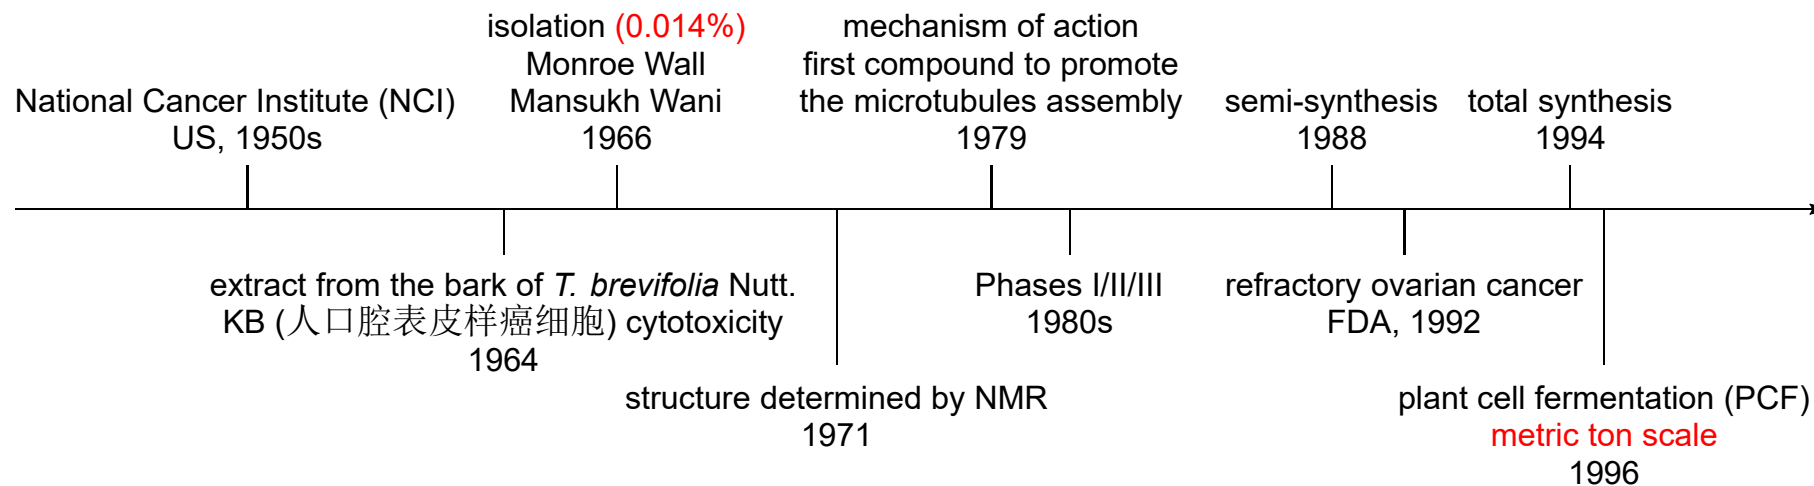 National Cancer Institute (NCI)
US, 1950s
extract from the bark of T. brevifolia Nutt.
KB (人口腔表皮样癌细胞) cytotoxicity
1964
isolation (0.014%)
Monroe Wall
Mansukh Wani
1966
structure determined by NMR
1971
mechanism of action
first compound to promote
the microtubules assembly
1979
Phases I/II/III
1980s
semi-synthesis
1988
refractory ovarian cancer
FDA, 1992
total synthesis
1994
plant cell fermentation (PCF)
metric ton scale
1996